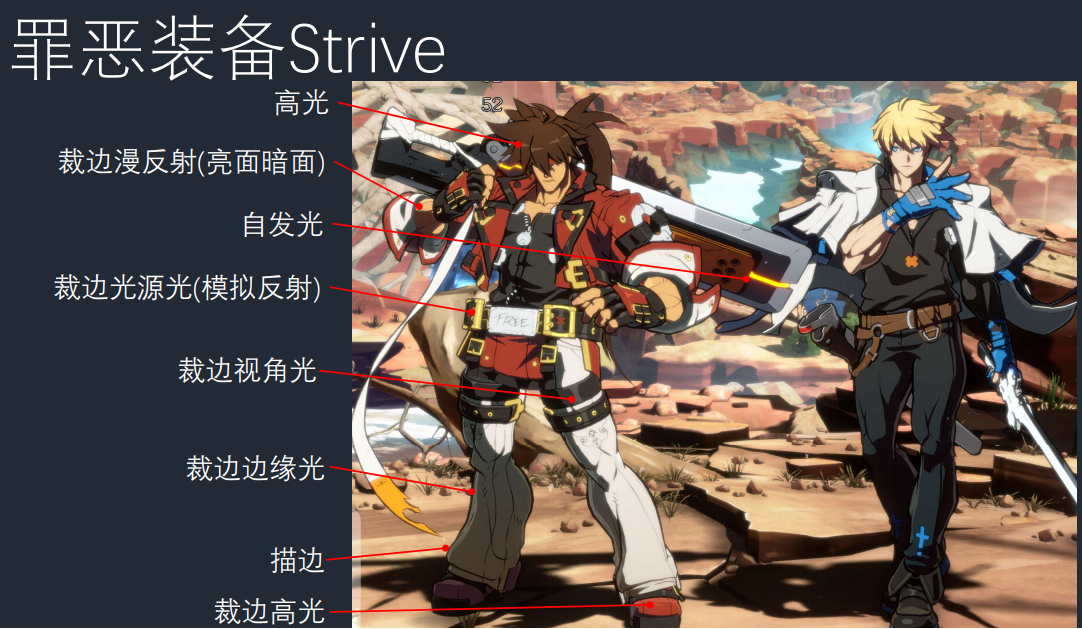 罪恶装备Strive
52
高光
裁边漫反射(亮面暗面)
自发光
裁边光源光(模拟反射)
FREE
裁边视角光
裁边边缘光
描边
裁边高光